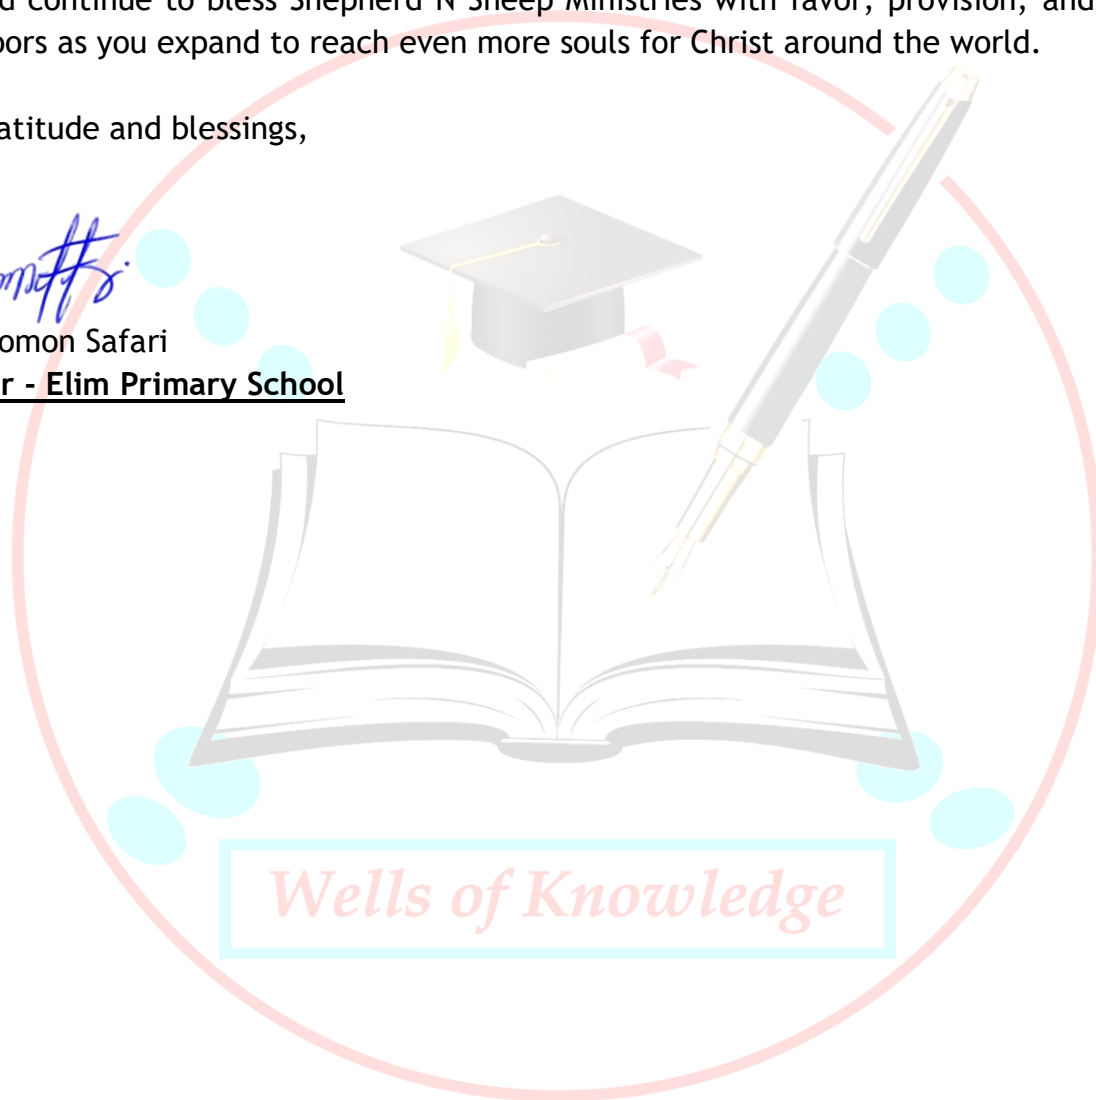 d continue to bless Shepherd N Sheep Ministries with favor, provision, and
oors as you expand to reach even more souls for Christ around the world.
atitude and blessings,
omon Safari
r - Elim Primary School
Wells of Knowledge